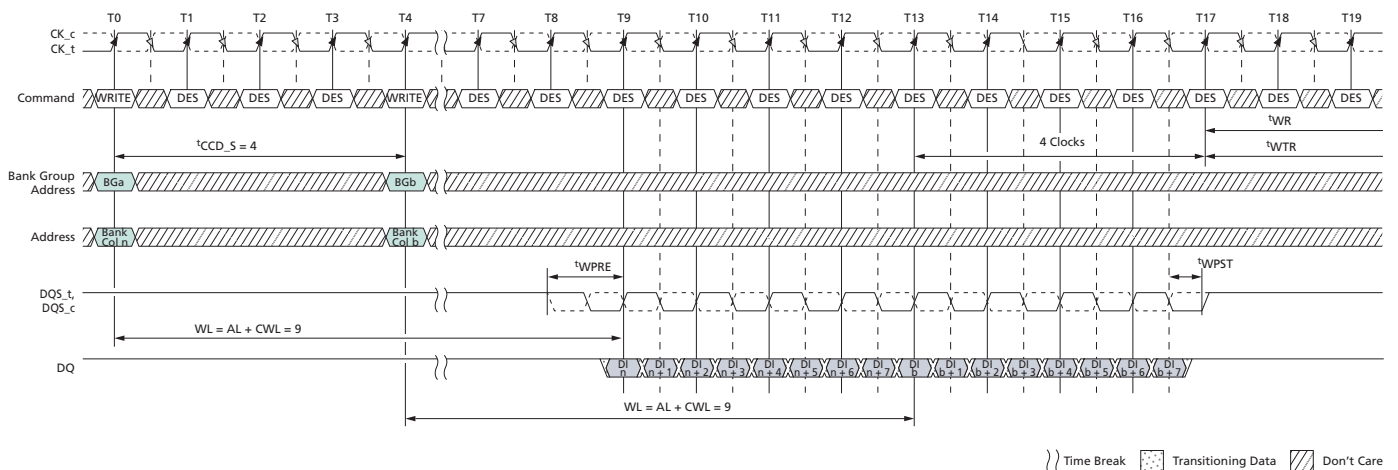 T0 T1 T2 T3 T4 T7 T8 T9 T10 T11 T12 T13 T14 T15 T16 T17 T18 T19
CK_c
CK_t
Command WRITE DES DES DES WRITE DES DES DES DES DES DES DES DES DES DES DES DES DES
tWR
tCCD_S = 4 4 Clocks tWTR
Bank Group
Address BGa BGb
Address Bank
Col n Bank
Col b
tWPRE tWPST
DQS_t,
DQS_c
WL = AL + CWL = 9
DQ DI
n DI
n + 1 DI
n + 2 DI
n + 3 DI
n + 4 DI
n + 5 DI
n + 6 DI
n + 7 DI
b DI
b + 1 DI
b + 2 DI
b + 3 DI
b + 4 DI
b + 5 DI
b + 6 DI
b + 7
WL = AL + CWL = 9
Time Break Transitioning Data Don't Care